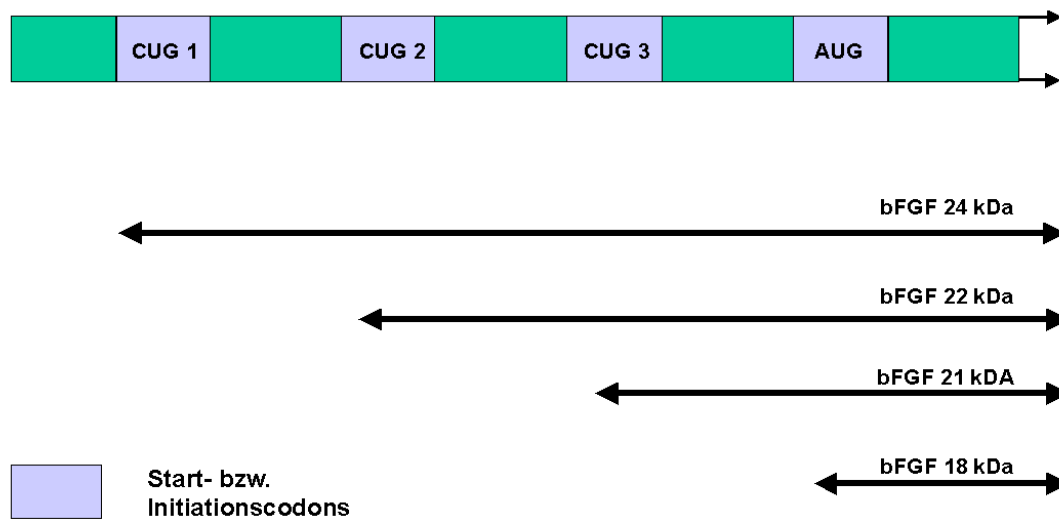 CUG 1
CUG 2
CUG 3
AUG
bFGF 24 kDa
bFGF 22 kDa
bFGF 21 kDA
bFGF 18 kDa
Start- bzw.
Initiationscodons